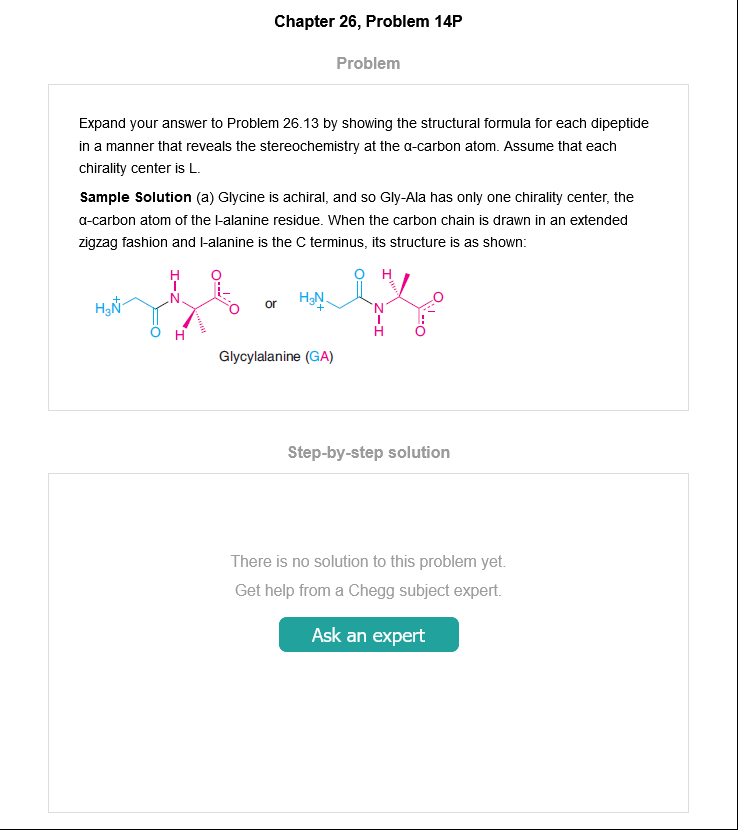 Chapter 26, Problem 14P
Problem
Expand your answer to Problem 26.13 by showing the structural formula for each dipeptide
in a manner that reveals the stereochemistry at the α-carbon atom. Assume that each
chirality center is L.
Sample Solution (a) Glycine is achiral, and so Gly-Ala has only one chirality center, the
α-carbon atom of the l-alanine residue. When the carbon chain is drawn in an extended
zigzag fashion and l-alanine is the C terminus, its structure is as shown:
H O O H
H₃N⁺ N O⁻ or H₃N⁺ N O⁻
O H H O
Glycylalanine (GA)
Step-by-step solution
There is no solution to this problem yet.
Get help from a Chegg subject expert.
Ask an expert